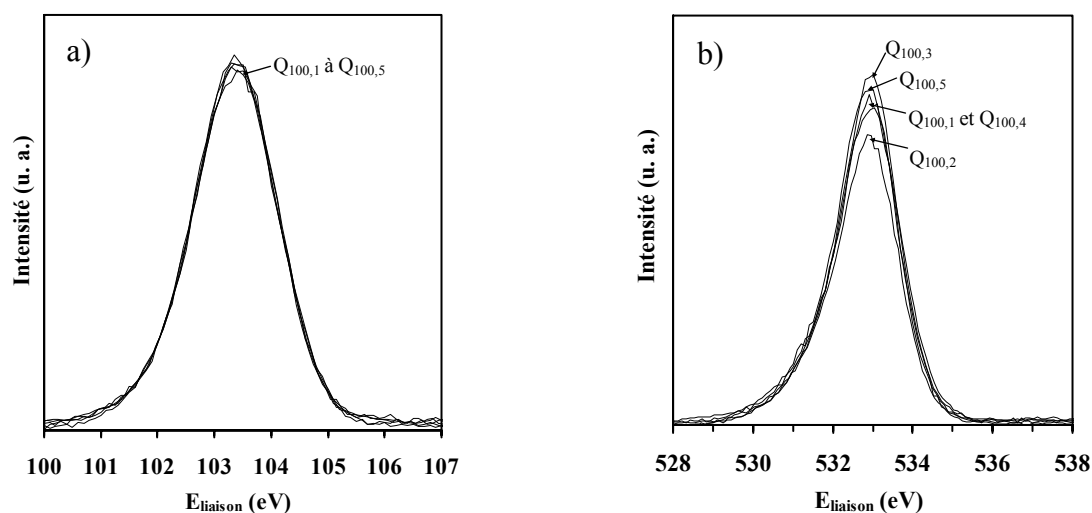 a)
Q100,1 à Q100,5
Intensité (u. a.)
100 101 102 103 104 105 106 107
Eliaison (eV)
b)
Q100,3
Q100,5
Q100,1 et Q100,4
Q100,2
Intensité (u. a.)
528 530 532 534 536 538
Eliaison (eV)